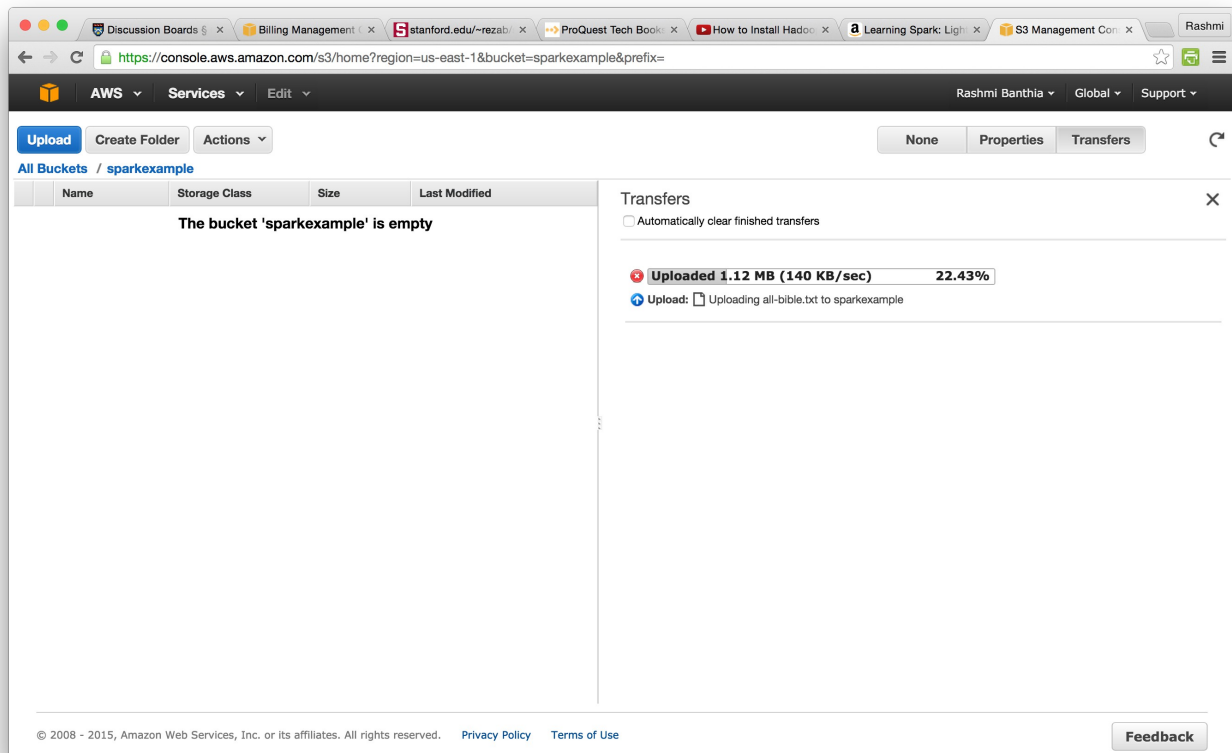 Discussion Boards § Billing Management C stanford.edu/~rezab/ ProQuest Tech Books How to Install Hadoo a Learning Spark: Ligh S3 Management Con Rashmi
https://console.aws.amazon.com/s3/home?region=us-east-1&bucket=sparkexample&prefix=
AWS Services Edit Rashmi Banthia Global Support
Upload Create Folder Actions None Properties Transfers
All Buckets / sparkexample
Name Storage Class Size Last Modified
The bucket 'sparkexample' is empty
Transfers
Automatically clear finished transfers
Uploaded 1.12 MB (140 KB/sec) 22.43%
Upload: Uploading all-bible.txt to sparkexample
© 2008 - 2015, Amazon Web Services, Inc. or its affiliates. All rights reserved. Privacy Policy Terms of Use
Feedback